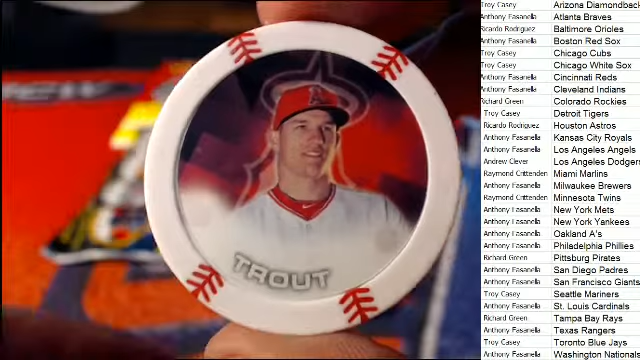 TROUT
Troy Casey Arizona Diamondback
Anthony Fasanella Atlanta Braves
Ricardo Rodriguez Baltimore Orioles
Anthony Fasanella Boston Red Sox
Troy Casey Chicago Cubs
Troy Casey Chicago White Sox
Anthony Fasanella Cincinnati Reds
Anthony Fasanella Cleveland Indians
Richard Green Colorado Rockies
Troy Casey Detroit Tigers
Ricardo Rodriguez Houston Astros
Anthony Fasanella Kansas City Royals
Anthony Fasanella Los Angeles Angels
Andrew Clever Los Angeles Dodgers
Raymond Crittenden Miami Marlins
Anthony Fasanella Milwaukee Brewers
Raymond Crittenden Minnesota Twins
Anthony Fasanella New York Mets
Anthony Fasanella New York Yankees
Anthony Fasanella Oakland A's
Anthony Fasanella Philadelphia Phillies
Richard Green Pittsburg Pirates
Anthony Fasanella San Diego Padres
Anthony Fasanella San Francisco Giants
Troy Casey Seattle Mariners
Anthony Fasanella St. Louis Cardinals
Richard Green Tampa Bay Rays
Anthony Fasanella Texas Rangers
Troy Casey Toronto Blue Jays
Anthony Fasanella Washington Nationals